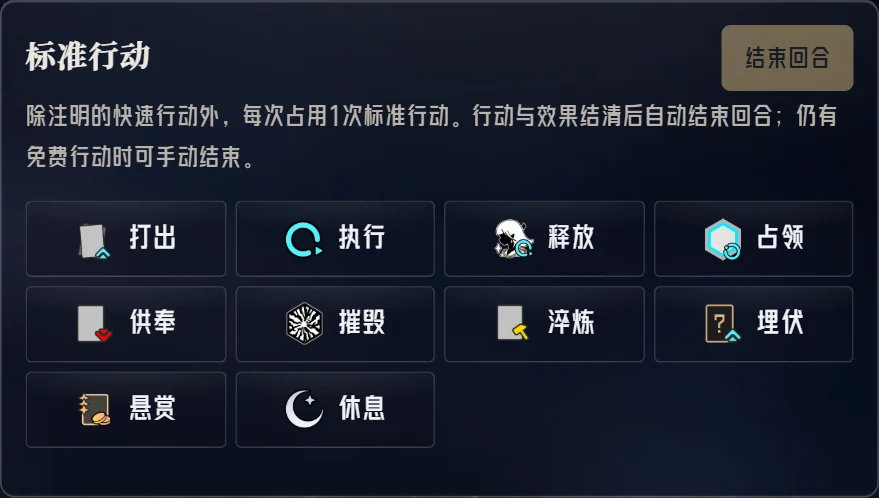 标准行动
结束回合
除注明的快速行动外，每次占用1次标准行动。行动与效果结清后自动结束回合；仍有
免费行动时可手动结束。
打出
执行
释放
占领
供奉
摧毁
淬炼
埋伏
悬赏
休息